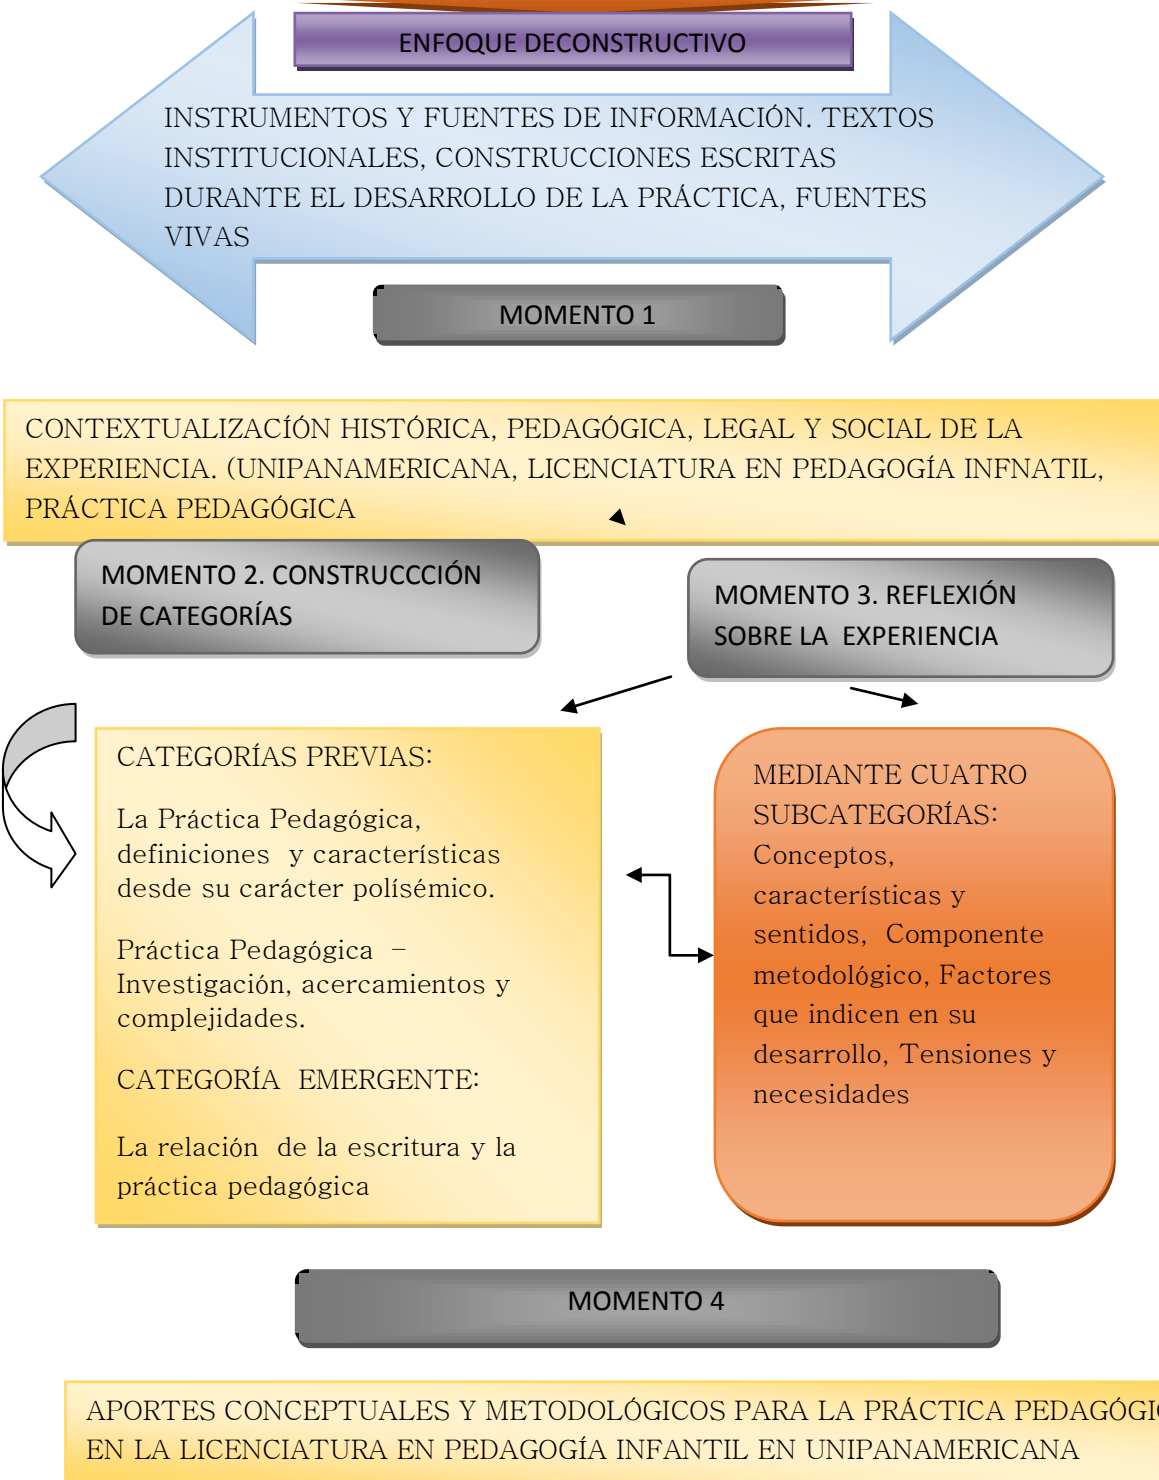 ENFOQUE DECONSTRUCTIVO
INSTRUMENTOS Y FUENTES DE INFORMACIÓN. TEXTOS
INSTITUCIONALES, CONSTRUCCIONES ESCRITAS
DURANTE EL DESARROLLO DE LA PRÁCTICA, FUENTES
VIVAS
MOMENTO 1
CONTEXTUALIZACÍÓN HISTÓRICA, PEDAGÓGICA, LEGAL Y SOCIAL DE LA
EXPERIENCIA. (UNIPANAMERICANA, LICENCIATURA EN PEDAGOGÍA INFNATIL,
PRÁCTICA PEDAGÓGICA
MOMENTO 2. CONSTRUCCCIÓN
DE CATEGORÍAS
MOMENTO 3. REFLEXIÓN
SOBRE LA  EXPERIENCIA
CATEGORÍAS PREVIAS:
La Práctica Pedagógica,
definiciones  y características
desde su carácter polísémico.
Práctica Pedagógica –
Investigación, acercamientos y
complejidades.
CATEGORÍA  EMERGENTE:
La relación  de la escritura y la
práctica pedagógica
MEDIANTE CUATRO
SUBCATEGORÍAS:
Conceptos,
características y
sentidos,  Componente
metodológico, Factores
que indicen en su
desarrollo, Tensiones y
necesidades
MOMENTO 4
APORTES CONCEPTUALES Y METODOLÓGICOS PARA LA PRÁCTICA PEDAGÓGIC
EN LA LICENCIATURA EN PEDAGOGÍA INFANTIL EN UNIPANAMERICANA